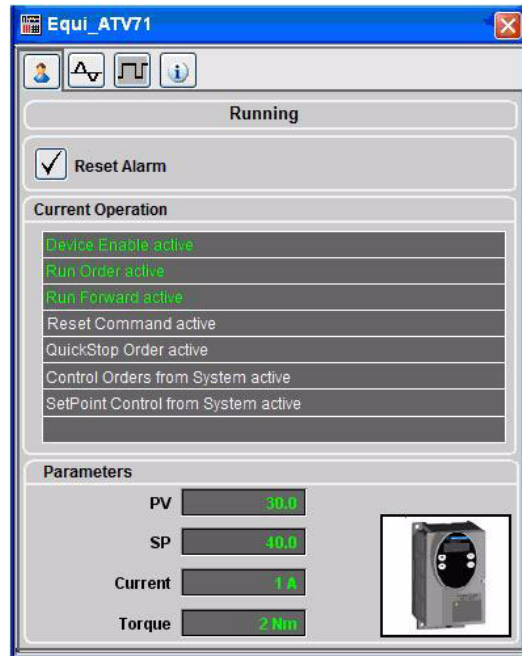 Equi_ATV71
Running
Reset Alarm
Current Operation
Device Enable active
Run Order active
Run Forward active
Reset Command active
QuickStop Order active
Control Orders from System active
SetPoint Control from System active
Parameters
PV 30.0
SP 40.0
Current 1 A
Torque 2 Nm